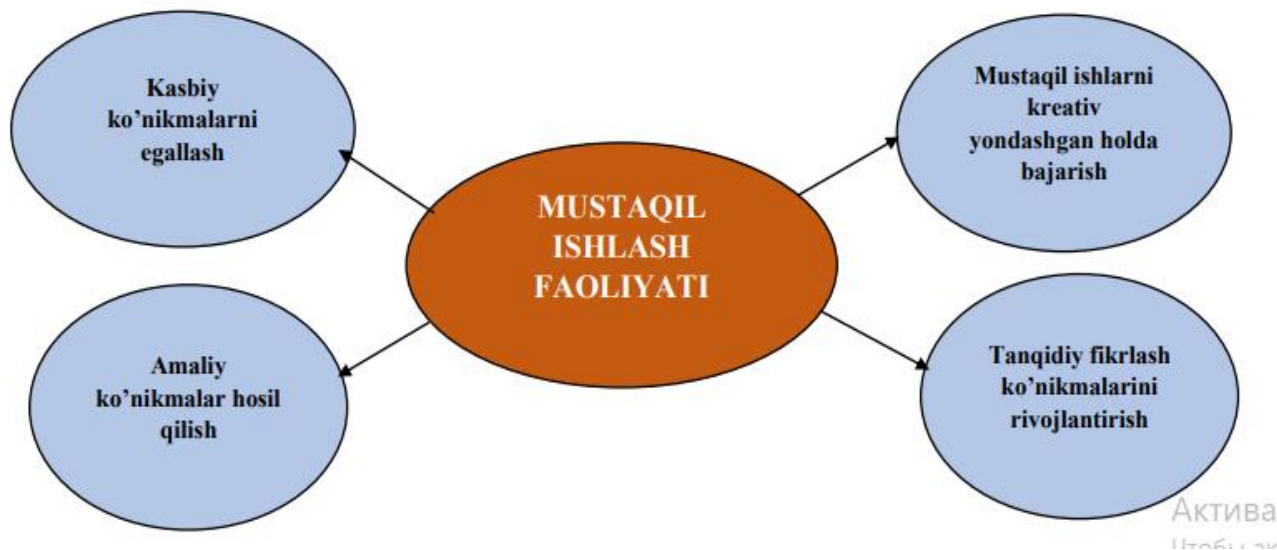 Kasbiy
ko’nikmalarni
egallash
Mustaqil ishlarni
kreativ
yondashgan holda
bajarish
MUSTAQIL
ISHLASH
FAOLIYATI
Amaliy
ko’nikmalar hosil
qilish
Tanqidiy fikrlash
ko’nikmalarini
rivojlantirish
Актива